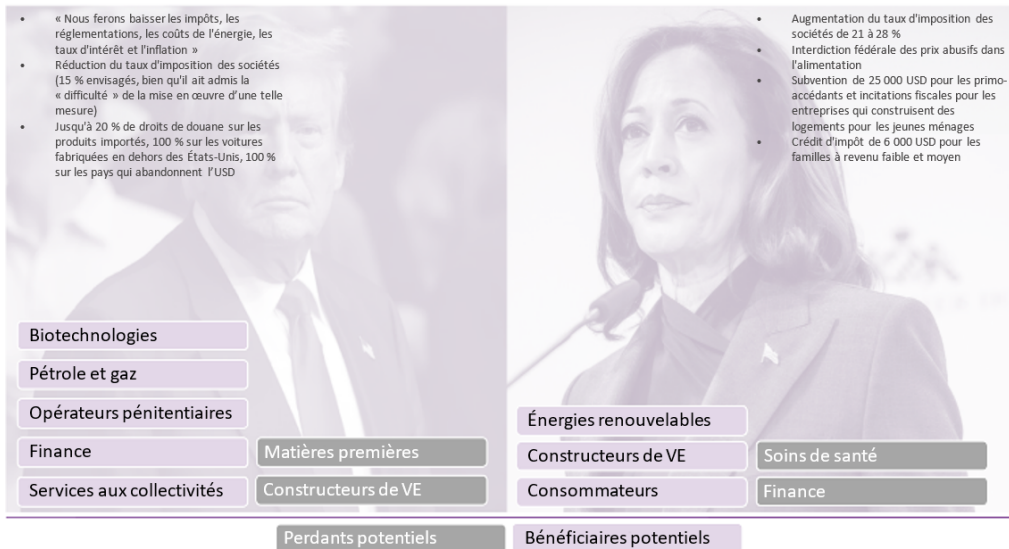 • « Nous ferons baisser les impôts, les
réglementations, les coûts de l'énergie, les
taux d'intérêt et l'inflation »
• Réduction du taux d'imposition des sociétés
(15 % envisagés, bien qu'il ait admis la
« difficulté » de la mise en œuvre d'une telle
mesure)
• Jusqu'à 20 % de droits de douane sur les
produits importés, 100 % sur les voitures
fabriquées en dehors des États-Unis, 100 %
sur les pays qui abandonnent l'USD
Biotechnologies
Pétrole et gaz
Opérateurs pénitentiaires
Finance
Services aux collectivités
Matières premières
Constructeurs de VE
• Augmentation du taux d'imposition des
sociétés de 21 à 28 %
• Interdiction fédérale des prix abusifs dans
l'alimentation
• Subvention de 25 000 USD pour les primo-
accédants et incitations fiscales pour les
entreprises qui construisent des
logements pour les jeunes ménages
• Crédit d'impôt de 6 000 USD pour les
familles à revenu faible et moyen
Énergies renouvelables
Constructeurs de VE
Consommateurs
Soins de santé
Finance
Perdants potentiels
Bénéficiaires potentiels